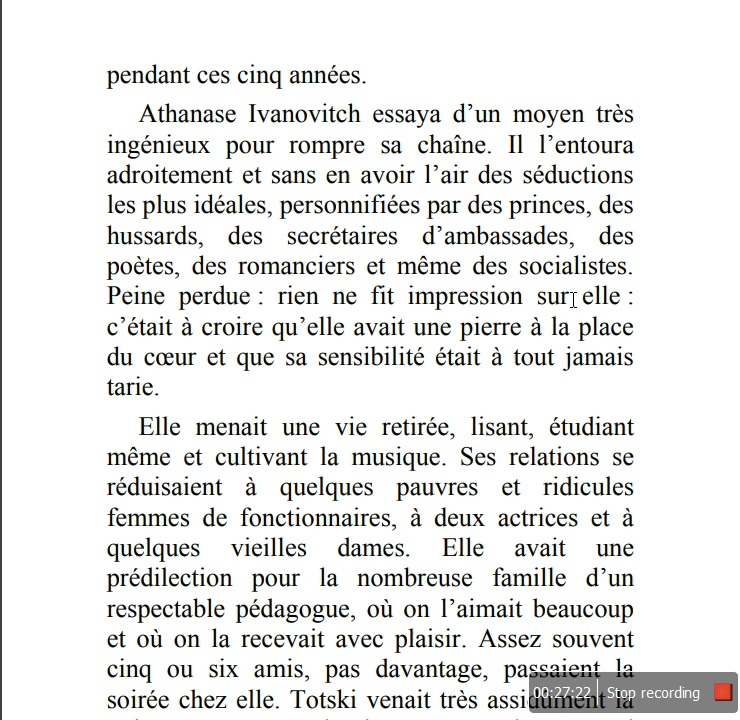 pendant ces cinq années.
Athanase Ivanovitch essaya d’un moyen très
ingénieux pour rompre sa chaîne. Il l’entoura
adroitement et sans en avoir l’air des séductions
les plus idéales, personnifiées par des princes, des
hussards, des secrétaires d’ambassades, des
poètes, des romanciers et même des socialistes.
Peine perdue : rien ne fit impression sur elle :
c’était à croire qu’elle avait une pierre à la place
du cœur et que sa sensibilité était à tout jamais
tarie.
Elle menait une vie retirée, lisant, étudiant
même et cultivant la musique. Ses relations se
réduisaient à quelques pauvres et ridicules
femmes de fonctionnaires, à deux actrices et à
quelques vieilles dames. Elle avait une
prédilection pour la nombreuse famille d’un
respectable pédagogue, où on l’aimait beaucoup
et où on la recevait avec plaisir. Assez souvent
cinq ou six amis, pas davantage, passaient la
soirée chez elle. Totski venait très assidûment la
00:27:22 Stop recording